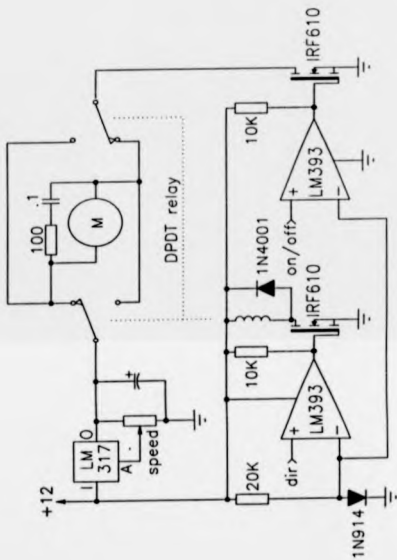 .1
100
M
DPDT relay
+12
I
LM
317
O
A
speed
20K
10K
1N4001
10K
IRF610
IRF610
dir
+
LM393
−
on/off
+
LM393
−
1N914
+